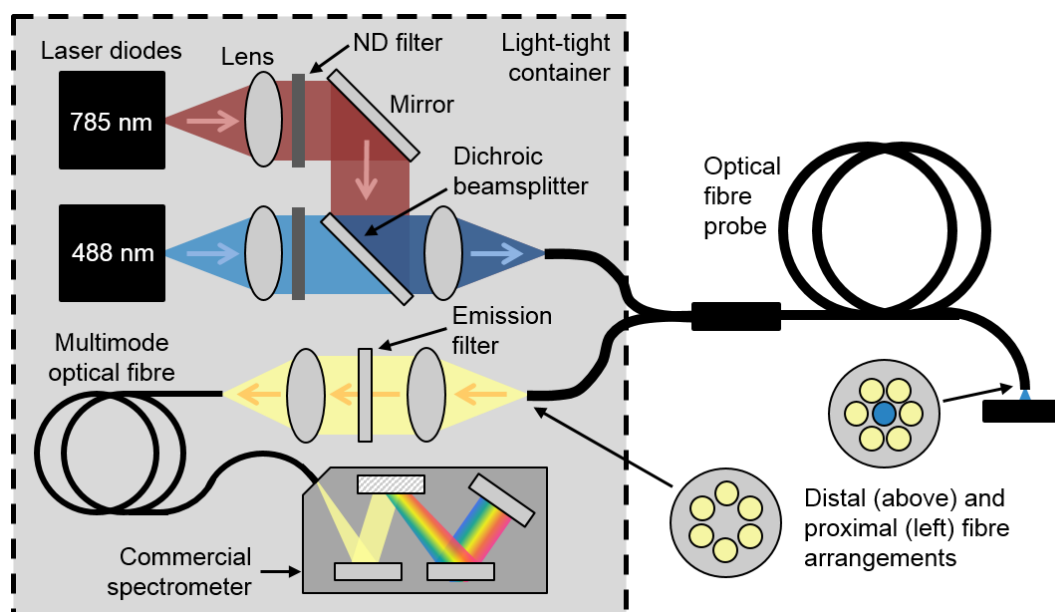 Laser diodes
785 nm
488 nm
Lens
ND filter
Mirror
Light-tight
container
Dichroic
beamsplitter
Optical
fibre
probe
Emission
filter
Multimode
optical fibre
Commercial
spectrometer
Distal (above) and
proximal (left) fibre
arrangements